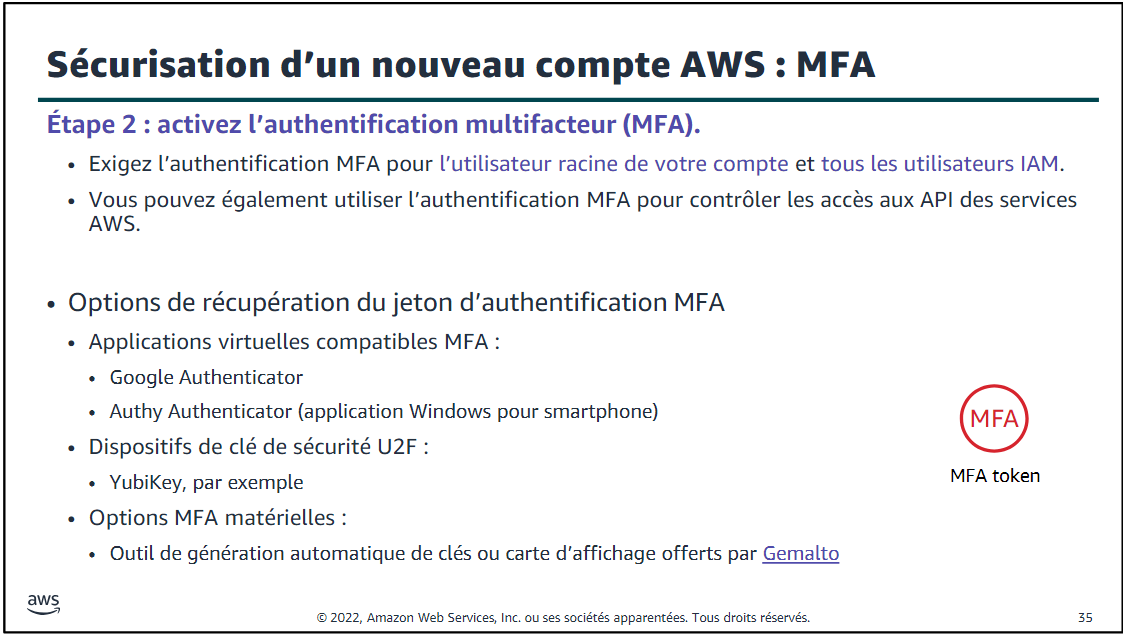 Sécurisation d’un nouveau compte AWS : MFA
Étape 2 : activez l’authentification multifacteur (MFA).
• Exigez l’authentification MFA pour l’utilisateur racine de votre compte et tous les utilisateurs IAM.
• Vous pouvez également utiliser l’authentification MFA pour contrôler les accès aux API des services
AWS.
• Options de récupération du jeton d’authentification MFA
• Applications virtuelles compatibles MFA :
• Google Authenticator
• Authy Authenticator (application Windows pour smartphone)
• Dispositifs de clé de sécurité U2F :
• YubiKey, par exemple
• Options MFA matérielles :
• Outil de génération automatique de clés ou carte d’affichage offerts par Gemalto
MFA
MFA token
aws
© 2022, Amazon Web Services, Inc. ou ses sociétés apparentées. Tous droits réservés.
35